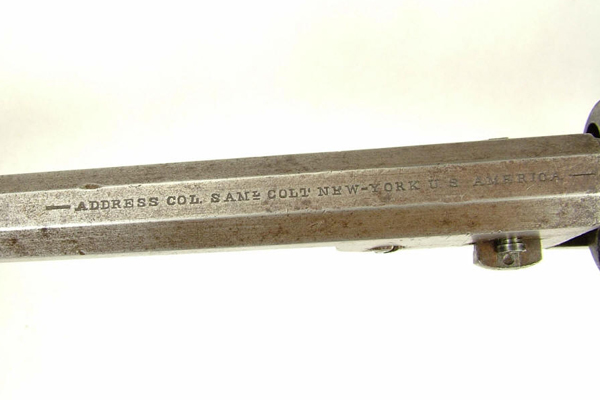 — ADDRESS COL. SAML COLT NEW-YORK U.S. AMERICA —